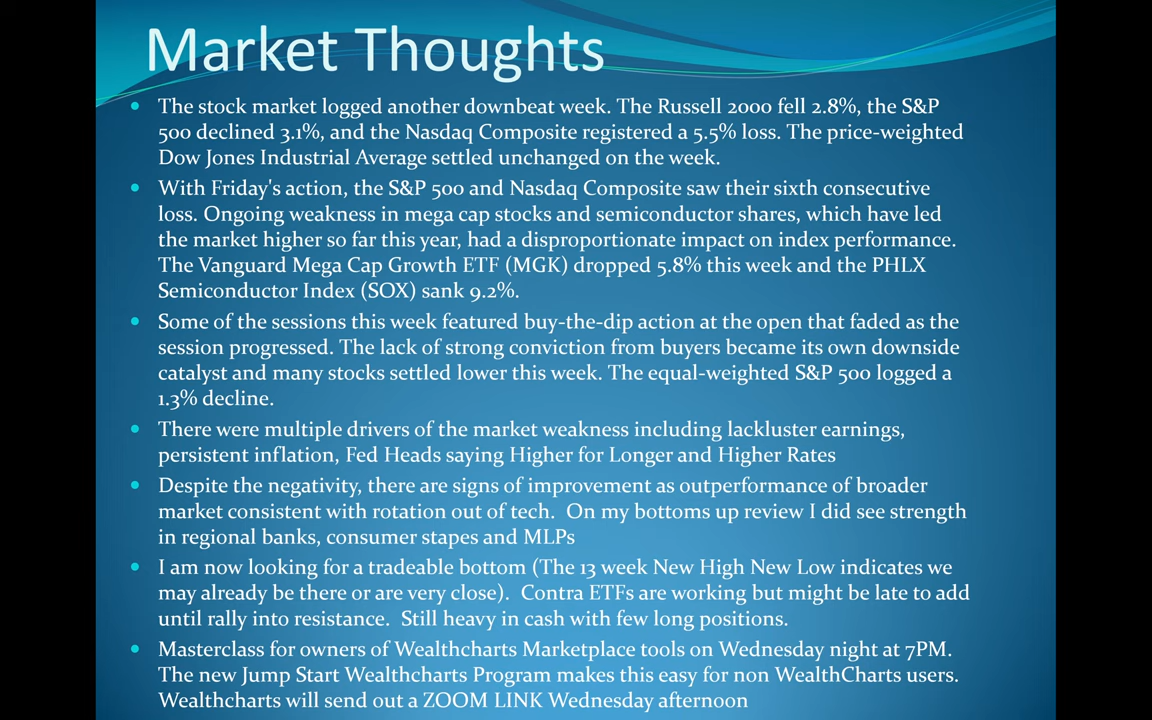 Market Thoughts
• The stock market logged another downbeat week. The Russell 2000 fell 2.8%, the S&P
500 declined 3.1%, and the Nasdaq Composite registered a 5.5% loss. The price-weighted
Dow Jones Industrial Average settled unchanged on the week.
• With Friday's action, the S&P 500 and Nasdaq Composite saw their sixth consecutive
loss. Ongoing weakness in mega cap stocks and semiconductor shares, which have led
the market higher so far this year, had a disproportionate impact on index performance.
The Vanguard Mega Cap Growth ETF (MGK) dropped 5.8% this week and the PHLX
Semiconductor Index (SOX) sank 9.2%.
• Some of the sessions this week featured buy-the-dip action at the open that faded as the
session progressed. The lack of strong conviction from buyers became its own downside
catalyst and many stocks settled lower this week. The equal-weighted S&P 500 logged a
1.3% decline.
• There were multiple drivers of the market weakness including lackluster earnings,
persistent inflation, Fed Heads saying Higher for Longer and Higher Rates
• Despite the negativity, there are signs of improvement as outperformance of broader
market consistent with rotation out of tech.  On my bottoms up review I did see strength
in regional banks, consumer stapes and MLPs
• I am now looking for a tradeable bottom (The 13 week New High New Low indicates we
may already be there or are very close).  Contra ETFs are working but might be late to add
until rally into resistance.  Still heavy in cash with few long positions.
• Masterclass for owners of Wealthcharts Marketplace tools on Wednesday night at 7PM.
The new Jump Start Wealthcharts Program makes this easy for non WealthCharts users.
Wealthcharts will send out a ZOOM LINK Wednesday afternoon